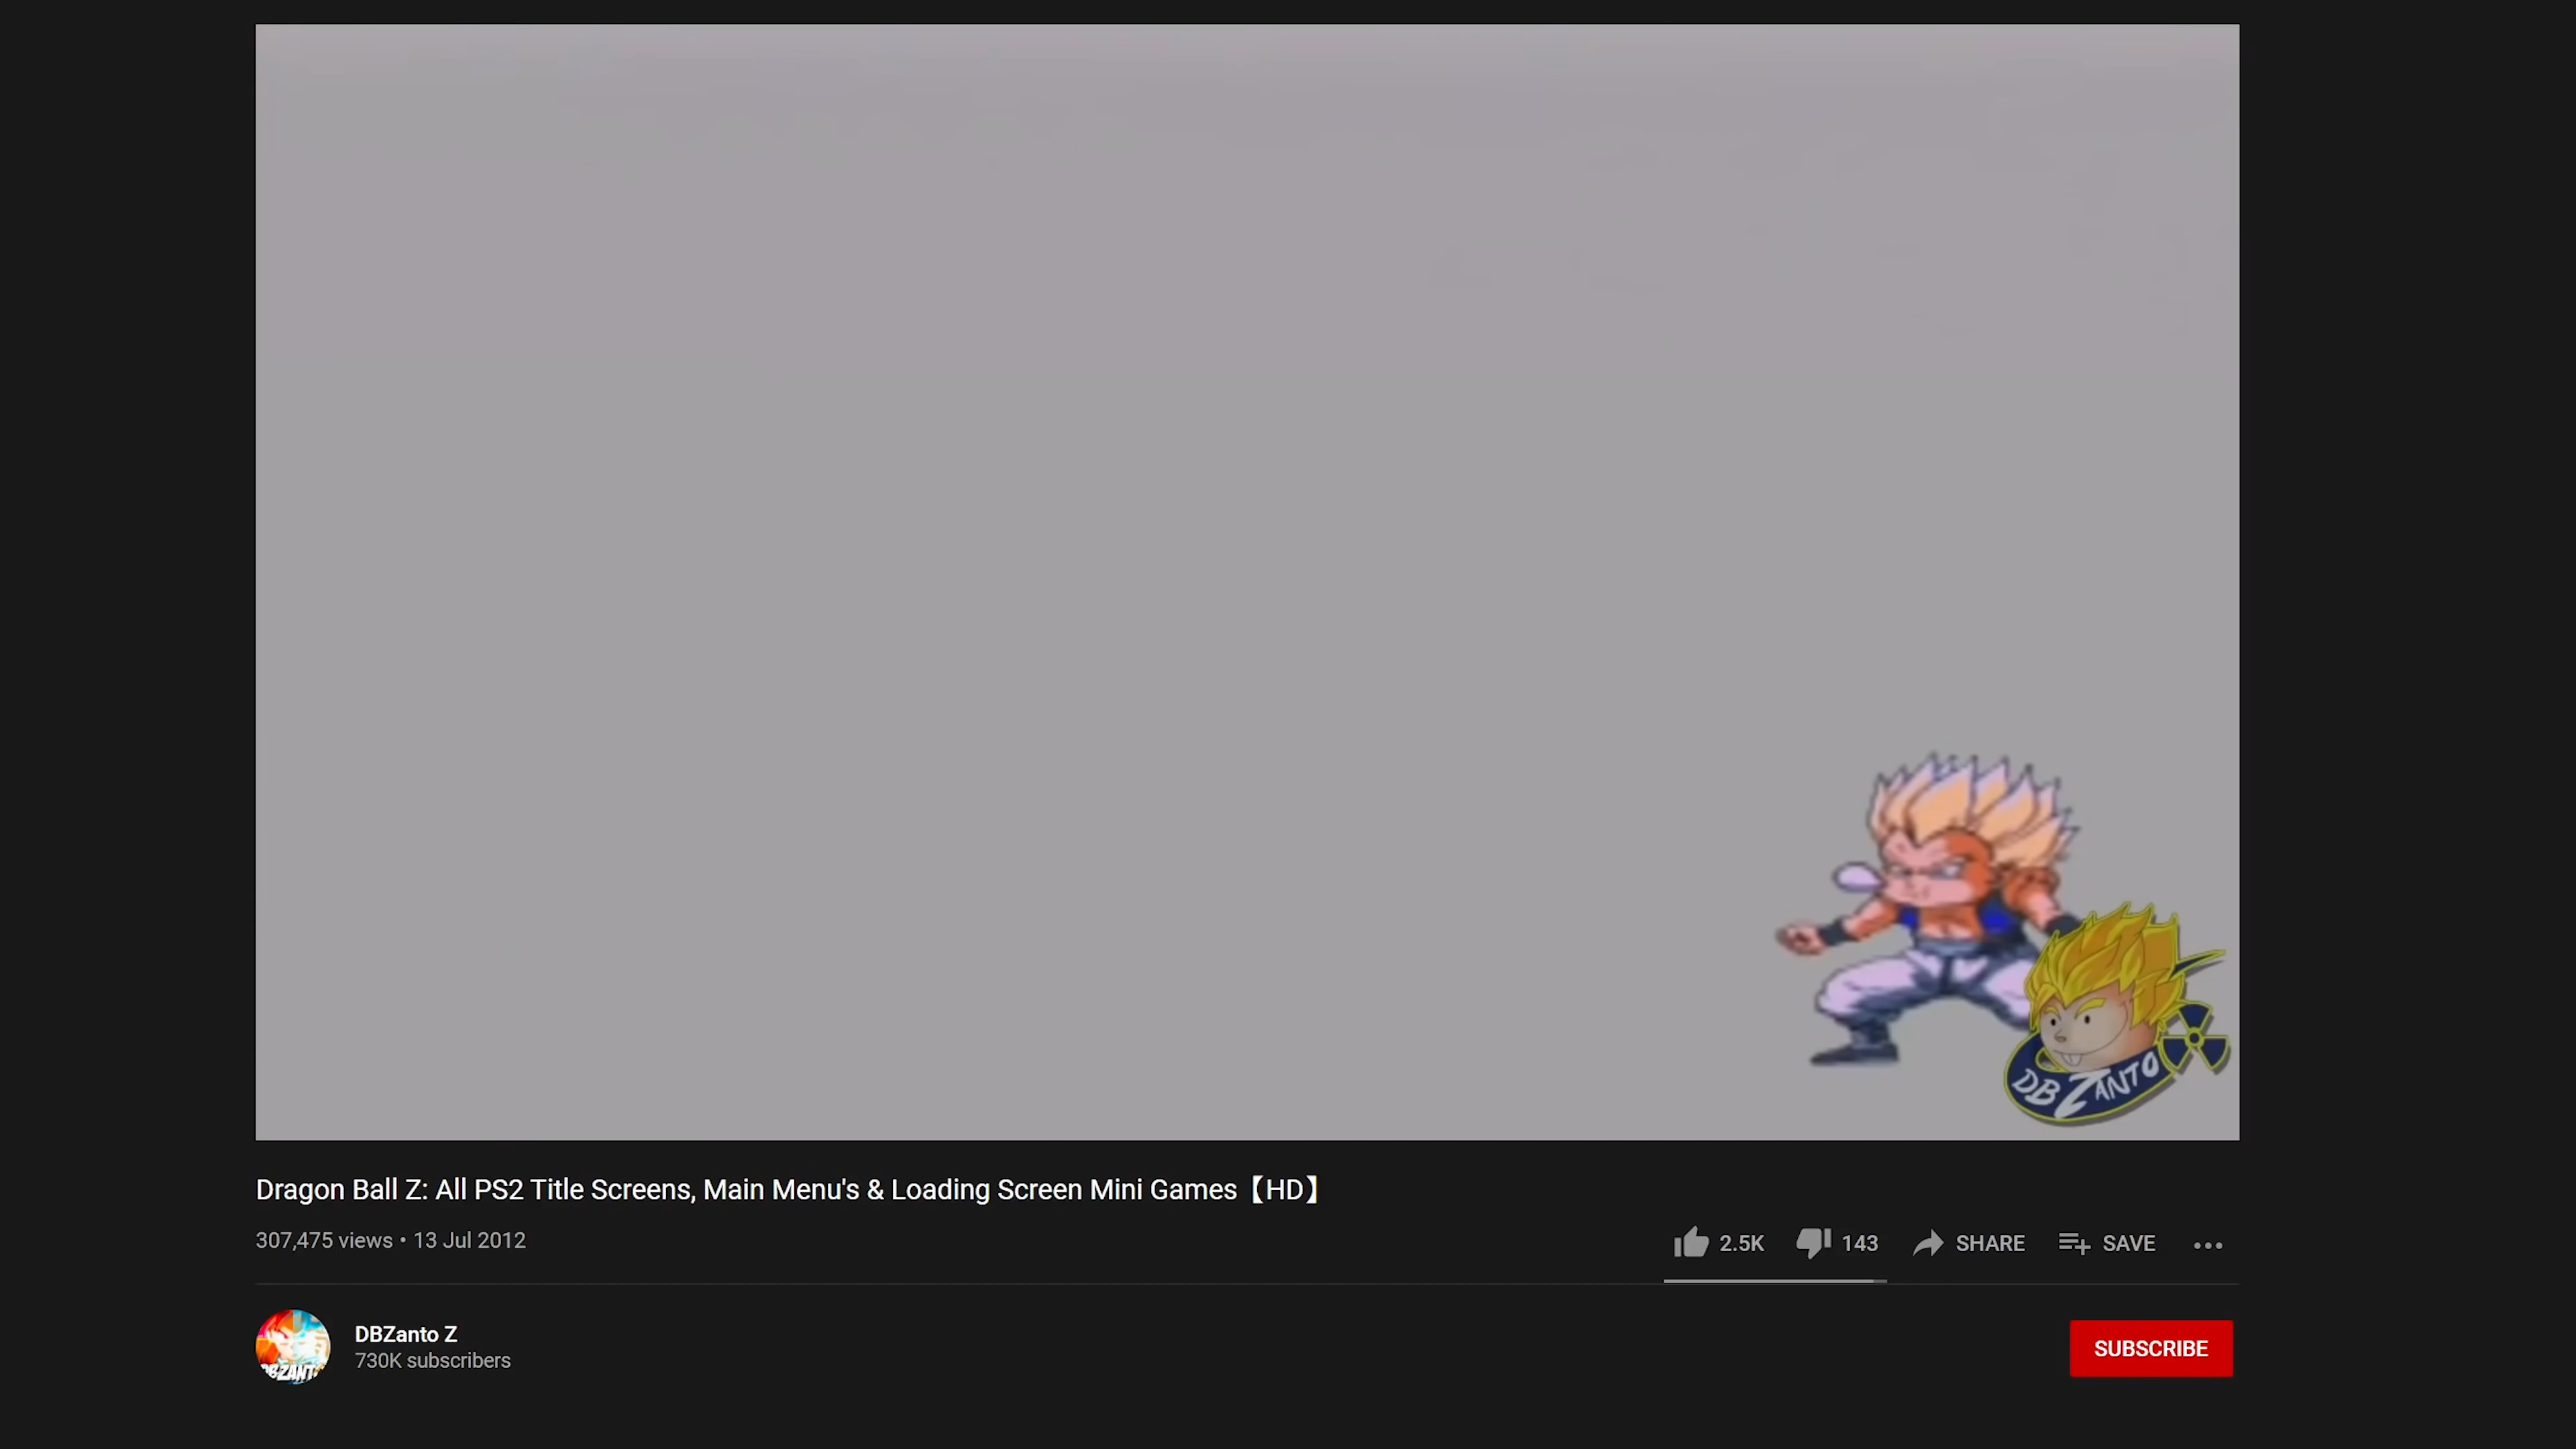 DBZANTO
Dragon Ball Z: All PS2 Title Screens, Main Menu's & Loading Screen Mini Games【HD】
307,475 views • 13 Jul 2012
2.5K
143
SHARE
SAVE
DBZANTO
DBZanto Z
730K subscribers
SUBSCRIBE